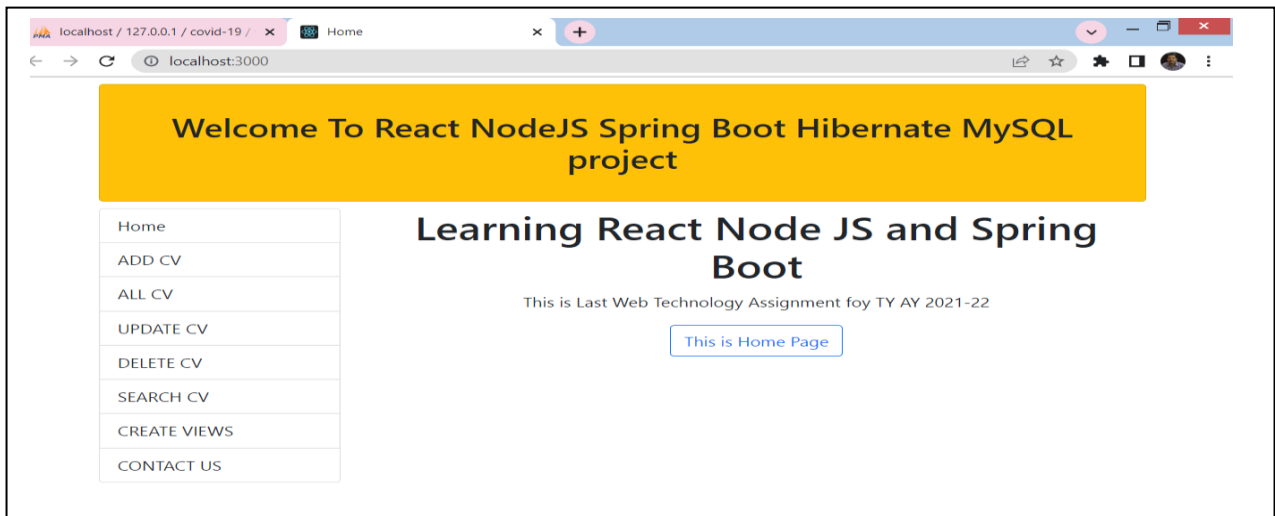 localhost / 127.0.0.1 / covid-19 /
Home
localhost:3000
Welcome To React NodeJS Spring Boot Hibernate MySQL
project
Home
ADD CV
ALL CV
UPDATE CV
DELETE CV
SEARCH CV
CREATE VIEWS
CONTACT US
Learning React Node JS and Spring
Boot
This is Last Web Technology Assignment foy TY AY 2021-22
This is Home Page